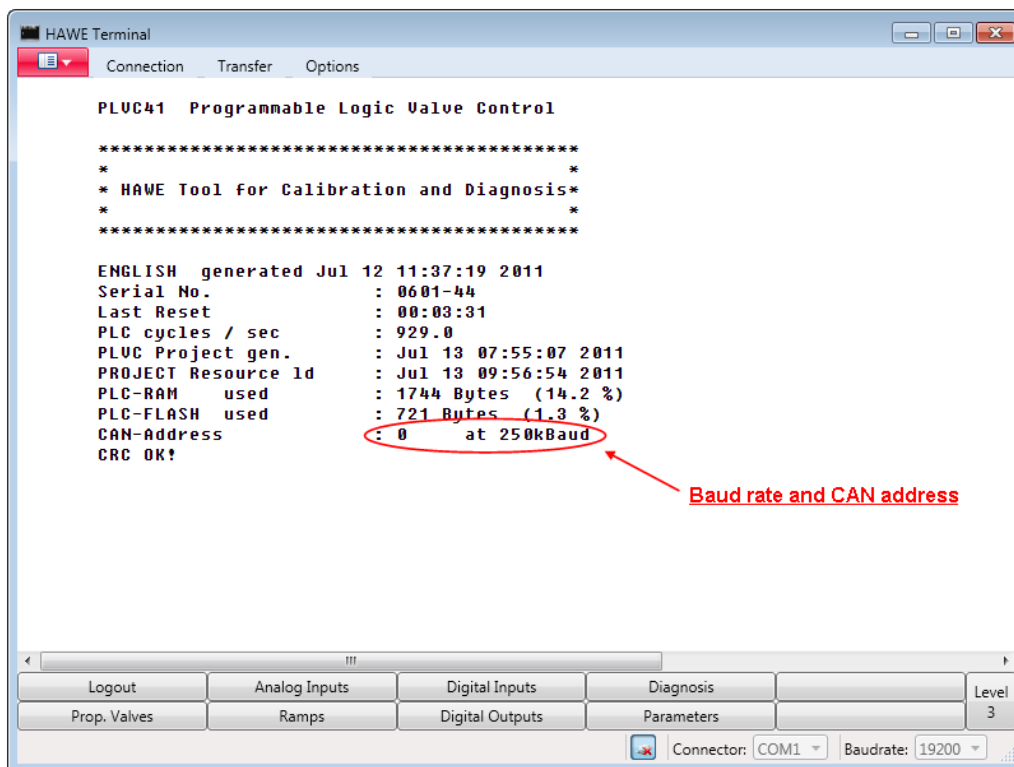 HAWE Terminal
Connection Transfer Options
PLVC41 Programmable Logic Valve Control
******************************************
* *
* HAWE Tool for Calibration and Diagnosis*
* *
******************************************
ENGLISH generated Jul 12 11:37:19 2011
Serial No. : 0601-44
Last Reset : 00:03:31
PLC cycles / sec : 929.0
PLVC Project gen. : Jul 13 07:55:07 2011
PROJECT Resource ld : Jul 13 09:56:54 2011
PLC-RAM used : 1744 Bytes (14.2 %)
PLC-FLASH used : 721 Bytes (1.3 %)
CAN-Address : 0 at 250kBaud
CRC OK!
Baud rate and CAN address
Logout Analog Inputs Digital Inputs Diagnosis
Level
Prop. Valves Ramps Digital Outputs Parameters
3
Connector: COM1 Baudrate: 19200